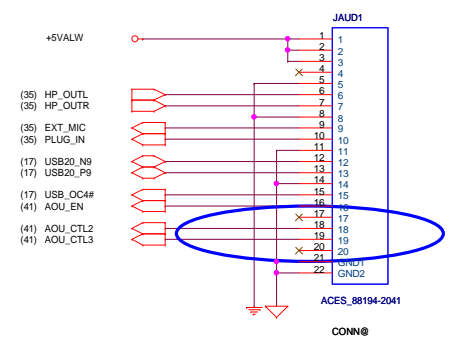 JAUD1
+5VALW 1 1
2 2
3 3
4 4
5 5
(35) HP_OUTL 6 6
(35) HP_OUTR 7 7
8 8
(35) EXT_MIC 9 9
(35) PLUG_IN 10 10
11 11
(17) USB20_N9 12 12
(17) USB20_P9 13 13
14 14
(17) USB_OC4# 15 15
(41) AOU_EN 16 16
17 17
(41) AOU_CTL2 18 18
(41) AOU_CTL3 19 19
20 20
21 GND1
22 GND2
ACES_88194-2041
CONN@